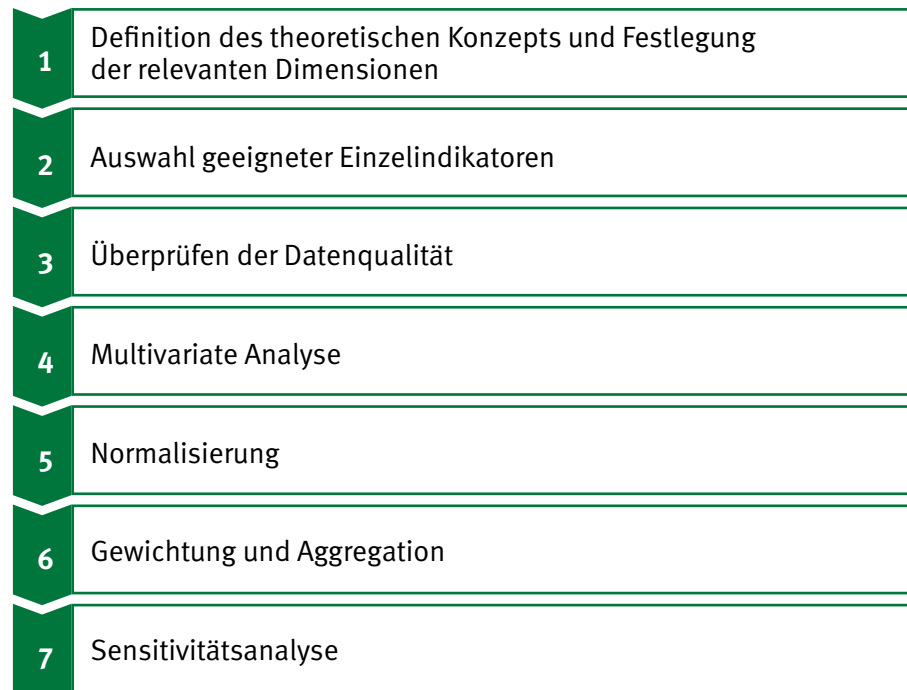 1
Definition des theoretischen Konzepts und Festlegung
der relevanten Dimensionen
2
Auswahl geeigneter Einzelindikatoren
3
Überprüfen der Datenqualität
4
Multivariate Analyse
5
Normalisierung
6
Gewichtung und Aggregation
7
Sensitivitätsanalyse